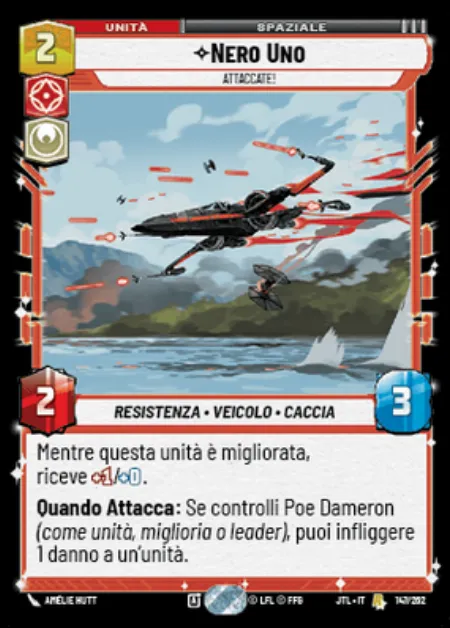 UNITÀ
SPAZIALE
2
NERO UNO
ATTACCATE!
2
3
RESISTENZA • VEICOLO • CACCIA
Mentre questa unità è migliorata,
riceve +1/+0.
Quando Attacca: Se controlli Poe Dameron
(come unità, miglioria o leader), puoi infliggere
1 danno a un'unità.
AMÉLIE HUTT
A
© LFL © FFG
JTL • IT
147/262